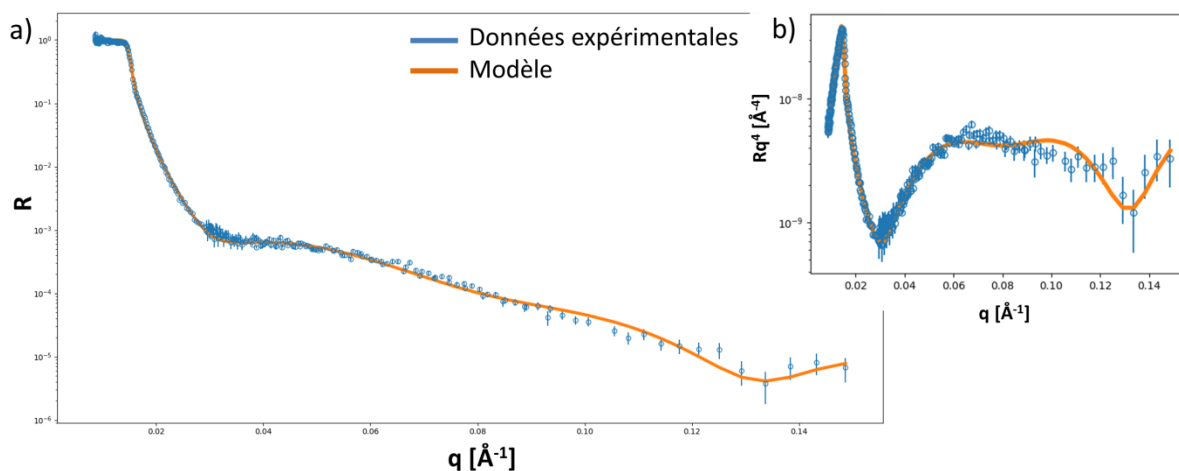 a)
Données expérimentales
Modèle
10⁰
10⁻¹
10⁻²
10⁻³
10⁻⁴
10⁻⁵
10⁻⁶
R
0.02 0.04 0.06 0.08 0.10 0.12 0.14
q [Å⁻¹]
b)
10⁻⁸
10⁻⁹
Rq⁴ [Å⁻⁴]
0.02 0.04 0.06 0.08 0.10 0.12 0.14
q [Å⁻¹]